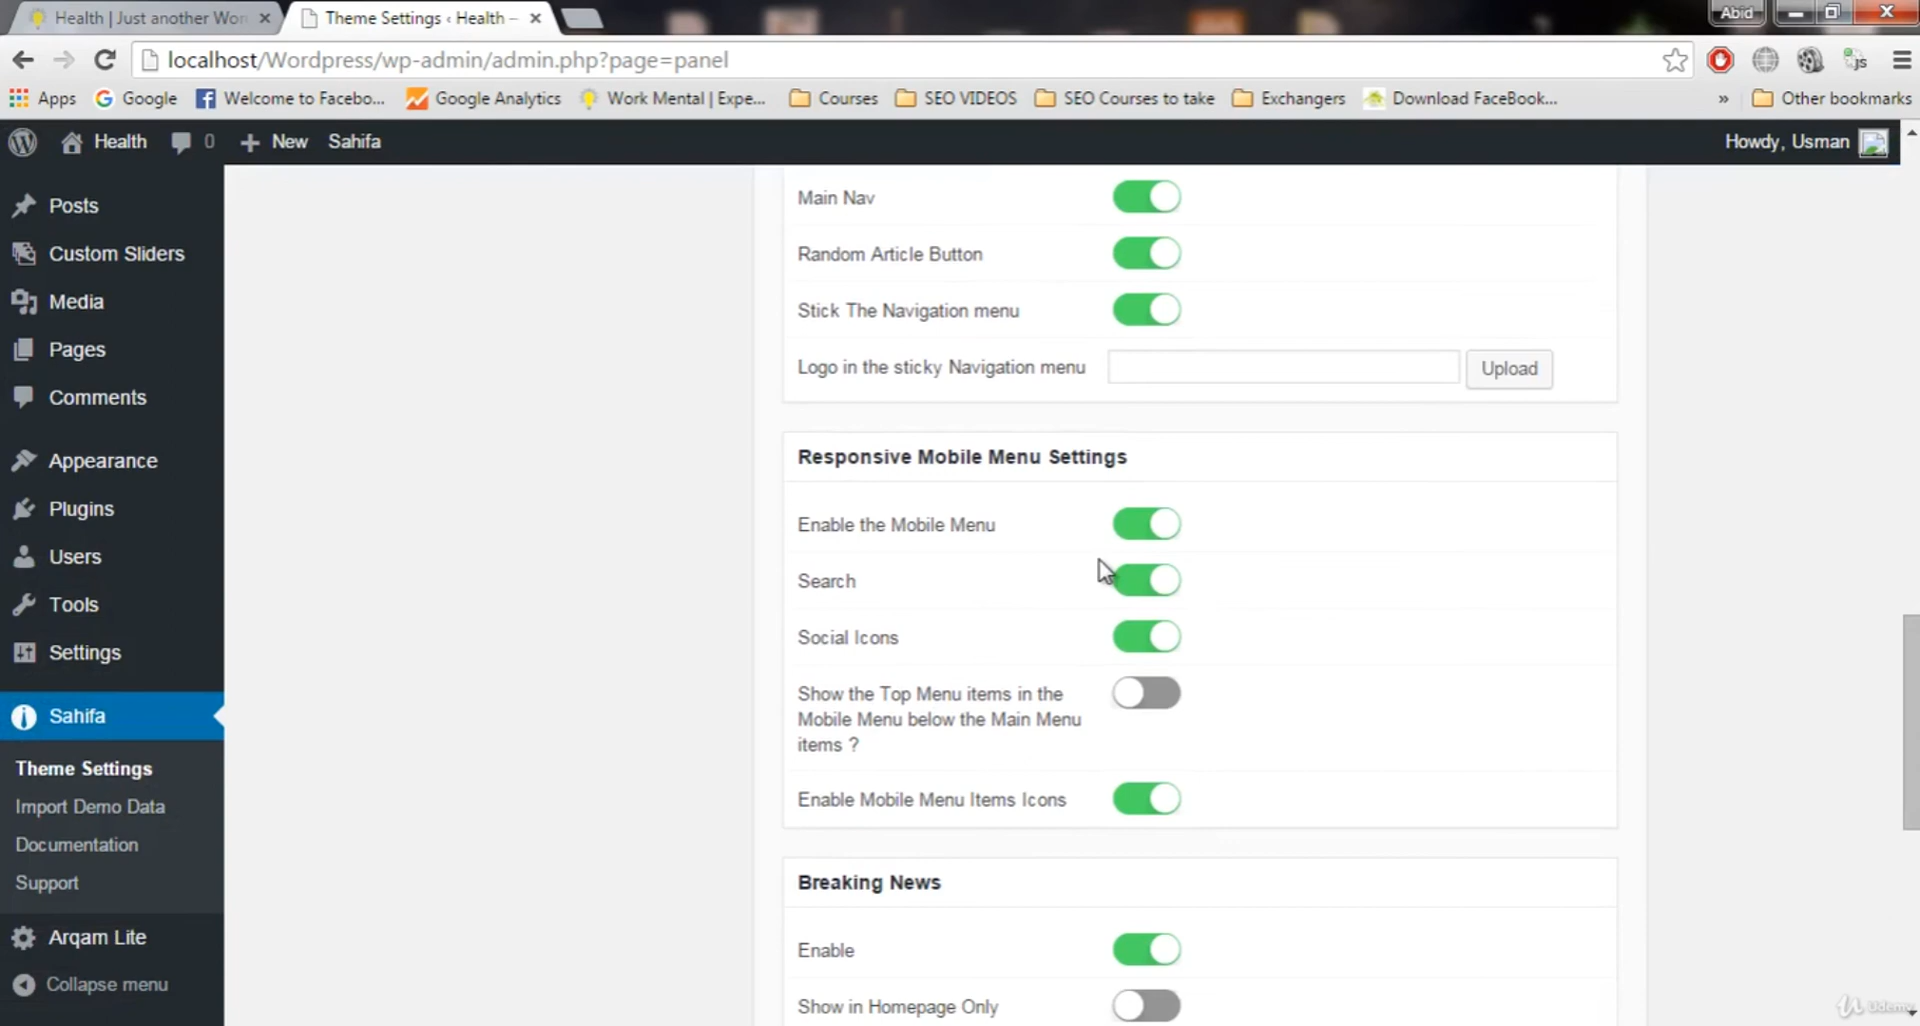 Health | Just another Wor
Theme Settings ‹ Health –
Abid
localhost/Wordpress/wp-admin/admin.php?page=panel
js
Apps
Google
Welcome to Facebo...
Google Analytics
Work Mental | Expe...
Courses
SEO VIDEOS
SEO Courses to take
Exchangers
Download FaceBook...
»
Other bookmarks
Health
0
New
Sahifa
Howdy, Usman
Posts
Custom Sliders
Media
Pages
Comments
Appearance
Plugins
Users
Tools
Settings
Sahifa
Theme Settings
Import Demo Data
Documentation
Support
Arqam Lite
Collapse menu
Main Nav
Random Article Button
Stick The Navigation menu
Logo in the sticky Navigation menu
Upload
Responsive Mobile Menu Settings
Enable the Mobile Menu
Search
Social Icons
Show the Top Menu items in the
Mobile Menu below the Main Menu
items ?
Enable Mobile Menu Items Icons
Breaking News
Enable
Show in Homepage Only
Udemy